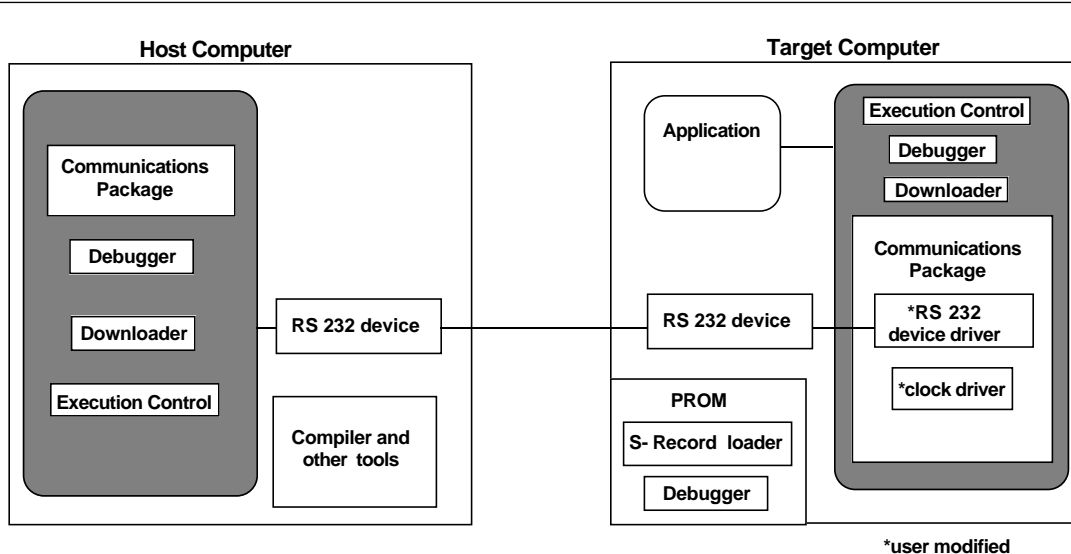 Host Computer
Communications
Package
Debugger
Downloader
Execution Control
RS 232 device
Compiler and
other tools
Target Computer
Application
Execution Control
Debugger
Downloader
Communications
Package
*RS 232
device driver
*clock driver
RS 232 device
PROM
S- Record loader
Debugger
*user modified